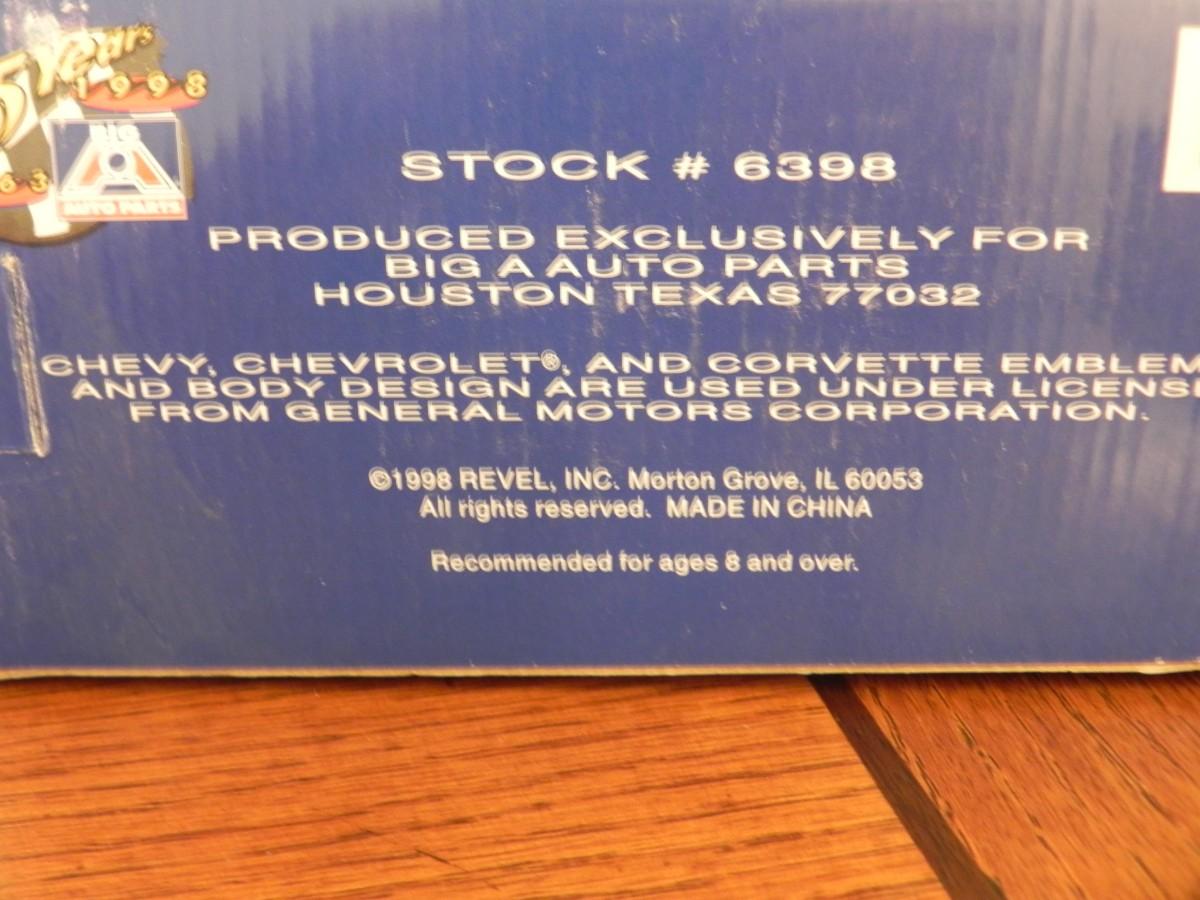 5 Years
1998
63
BIG
A
AUTO PARTS
STOCK # 6398
PRODUCED EXCLUSIVELY FOR
BIG A AUTO PARTS
HOUSTON TEXAS 77032
CHEVY, CHEVROLET®, AND CORVETTE EMBLEM
AND BODY DESIGN ARE USED UNDER LICENS
FROM GENERAL MOTORS CORPORATION.
©1998 REVEL, INC. Morton Grove, IL 60053
All rights reserved. MADE IN CHINA
Recommended for ages 8 and over.